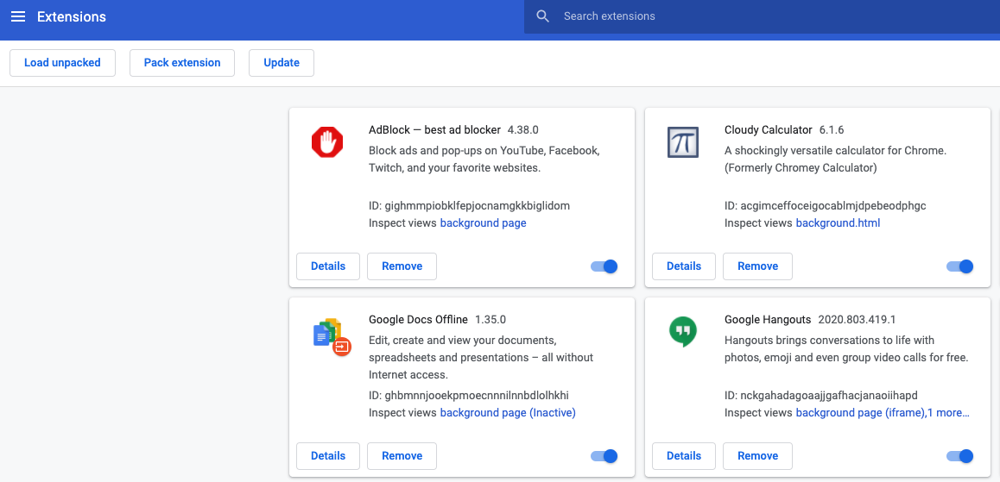 Extensions
Search extensions
Load unpacked
Pack extension
Update
AdBlock — best ad blocker 4.38.0
Block ads and pop-ups on YouTube, Facebook,
Twitch, and your favorite websites.
ID: gighmmpiobklfepjocnamgkkbiglidom
Inspect views background page
Details
Remove
Cloudy Calculator 6.1.6
A shockingly versatile calculator for Chrome.
(Formerly Chromey Calculator)
ID: acgimceffoceigocablmjdpebeodphgc
Inspect views background.html
Details
Remove
Google Docs Offline 1.35.0
Edit, create and view your documents,
spreadsheets and presentations – all without
Internet access.
ID: ghbmnnjooekpmoecnnnilnnbdlolhkhi
Inspect views background page (Inactive)
Details
Remove
Google Hangouts 2020.803.419.1
Hangouts brings conversations to life with
photos, emoji and even group video calls for free.
ID: nckgahadagoaajjgafhacjanaoiihapd
Inspect views background page (iframe),1 more…
Details
Remove